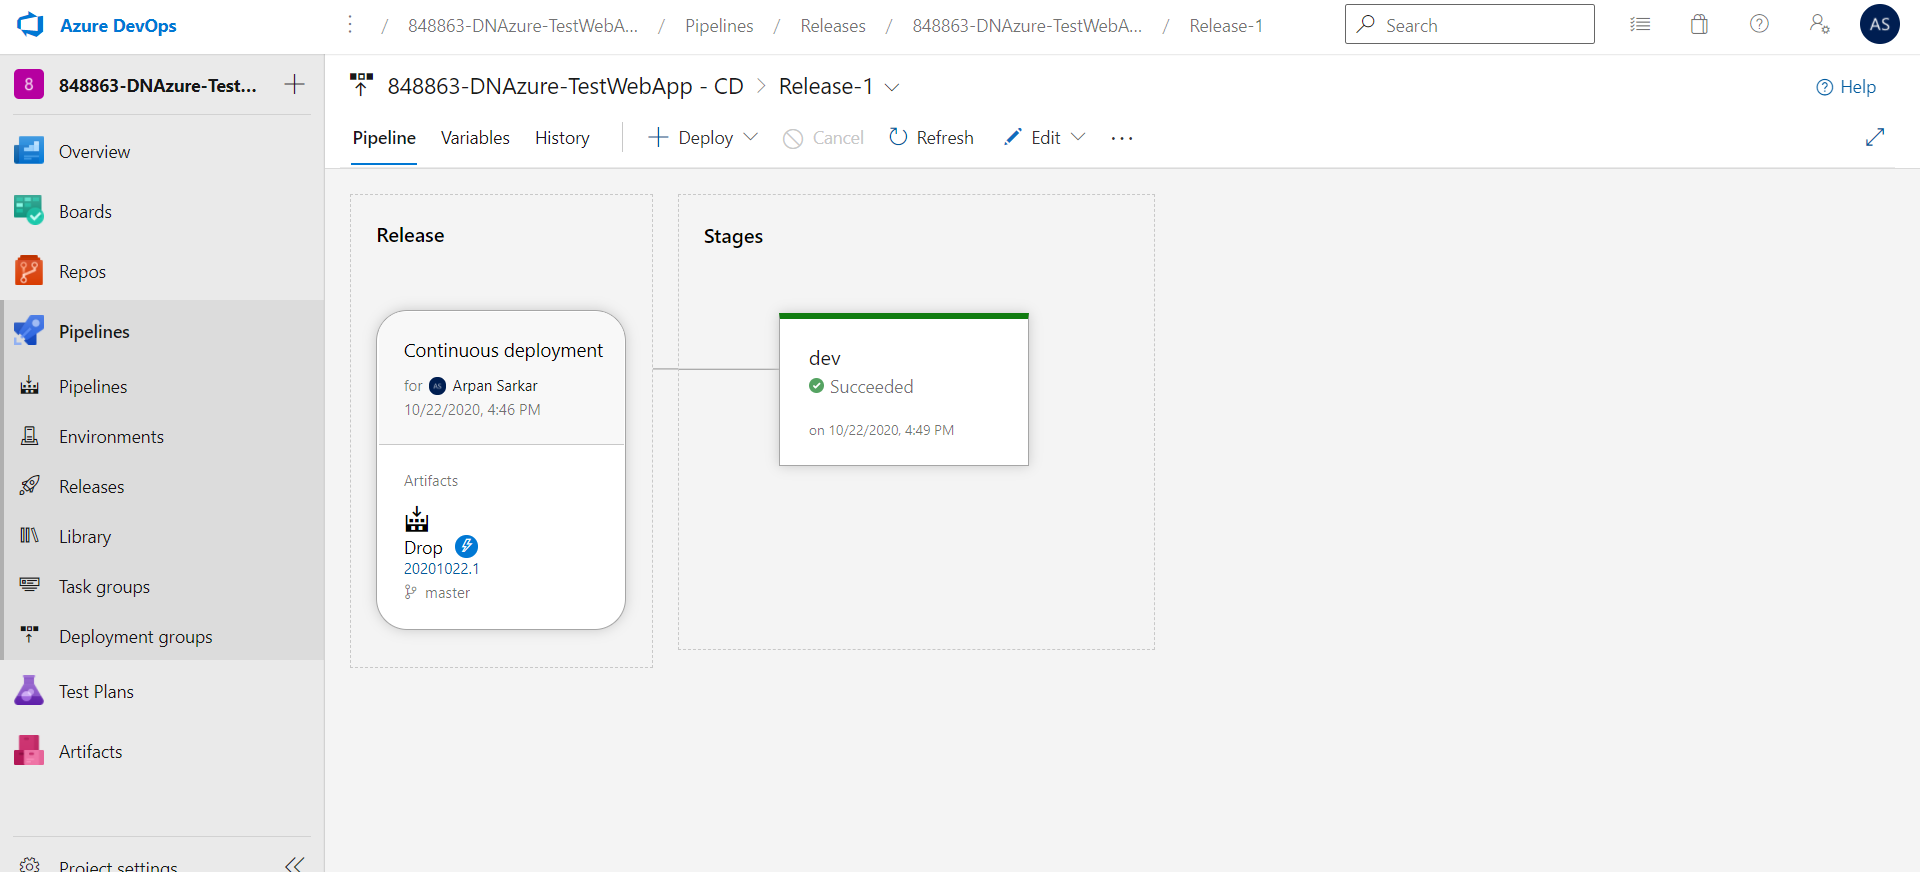 Azure DevOps
/ 848863-DNAzure-TestWebA... / Pipelines / Releases / 848863-DNAzure-TestWebA... / Release-1
Search
AS
8 848863-DNAzure-Test...
848863-DNAzure-TestWebApp - CD > Release-1
Help
Pipeline Variables History Deploy Cancel Refresh Edit ...
Overview
Boards
Repos
Pipelines
Pipelines
Environments
Releases
Library
Task groups
Deployment groups
Test Plans
Artifacts
Project settings
Release
Continuous deployment
for AS Arpan Sarkar
10/22/2020, 4:46 PM
Artifacts
Drop
20201022.1
master
Stages
dev
Succeeded
on 10/22/2020, 4:49 PM